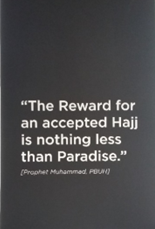 “The Reward for
an accepted Hajj
is nothing less
than Paradise.”
[Prophet Muhammad, PBUH]